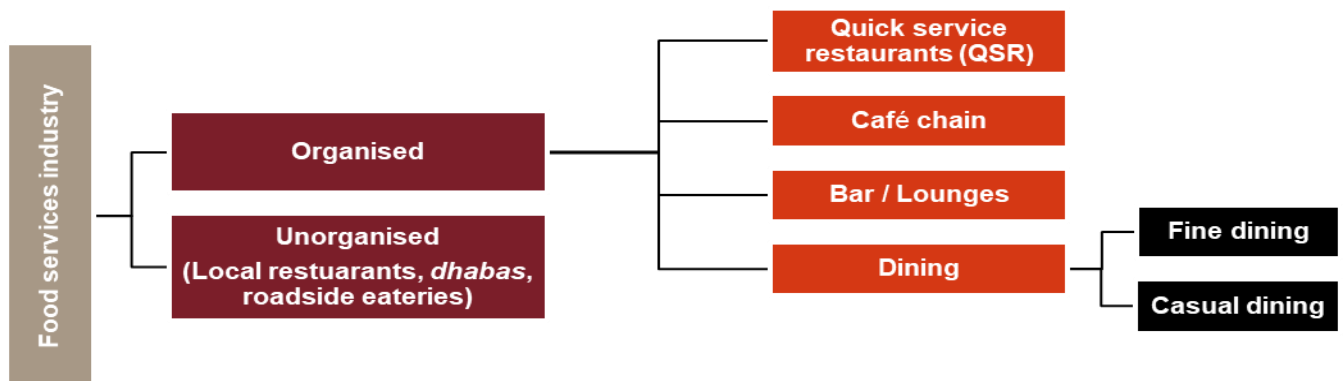 Food services industry
Organised
Unorganised
(Local restuarants, dhabas,
roadside eateries)
Quick service
restaurants (QSR)
Café chain
Bar / Lounges
Dining
Fine dining
Casual dining